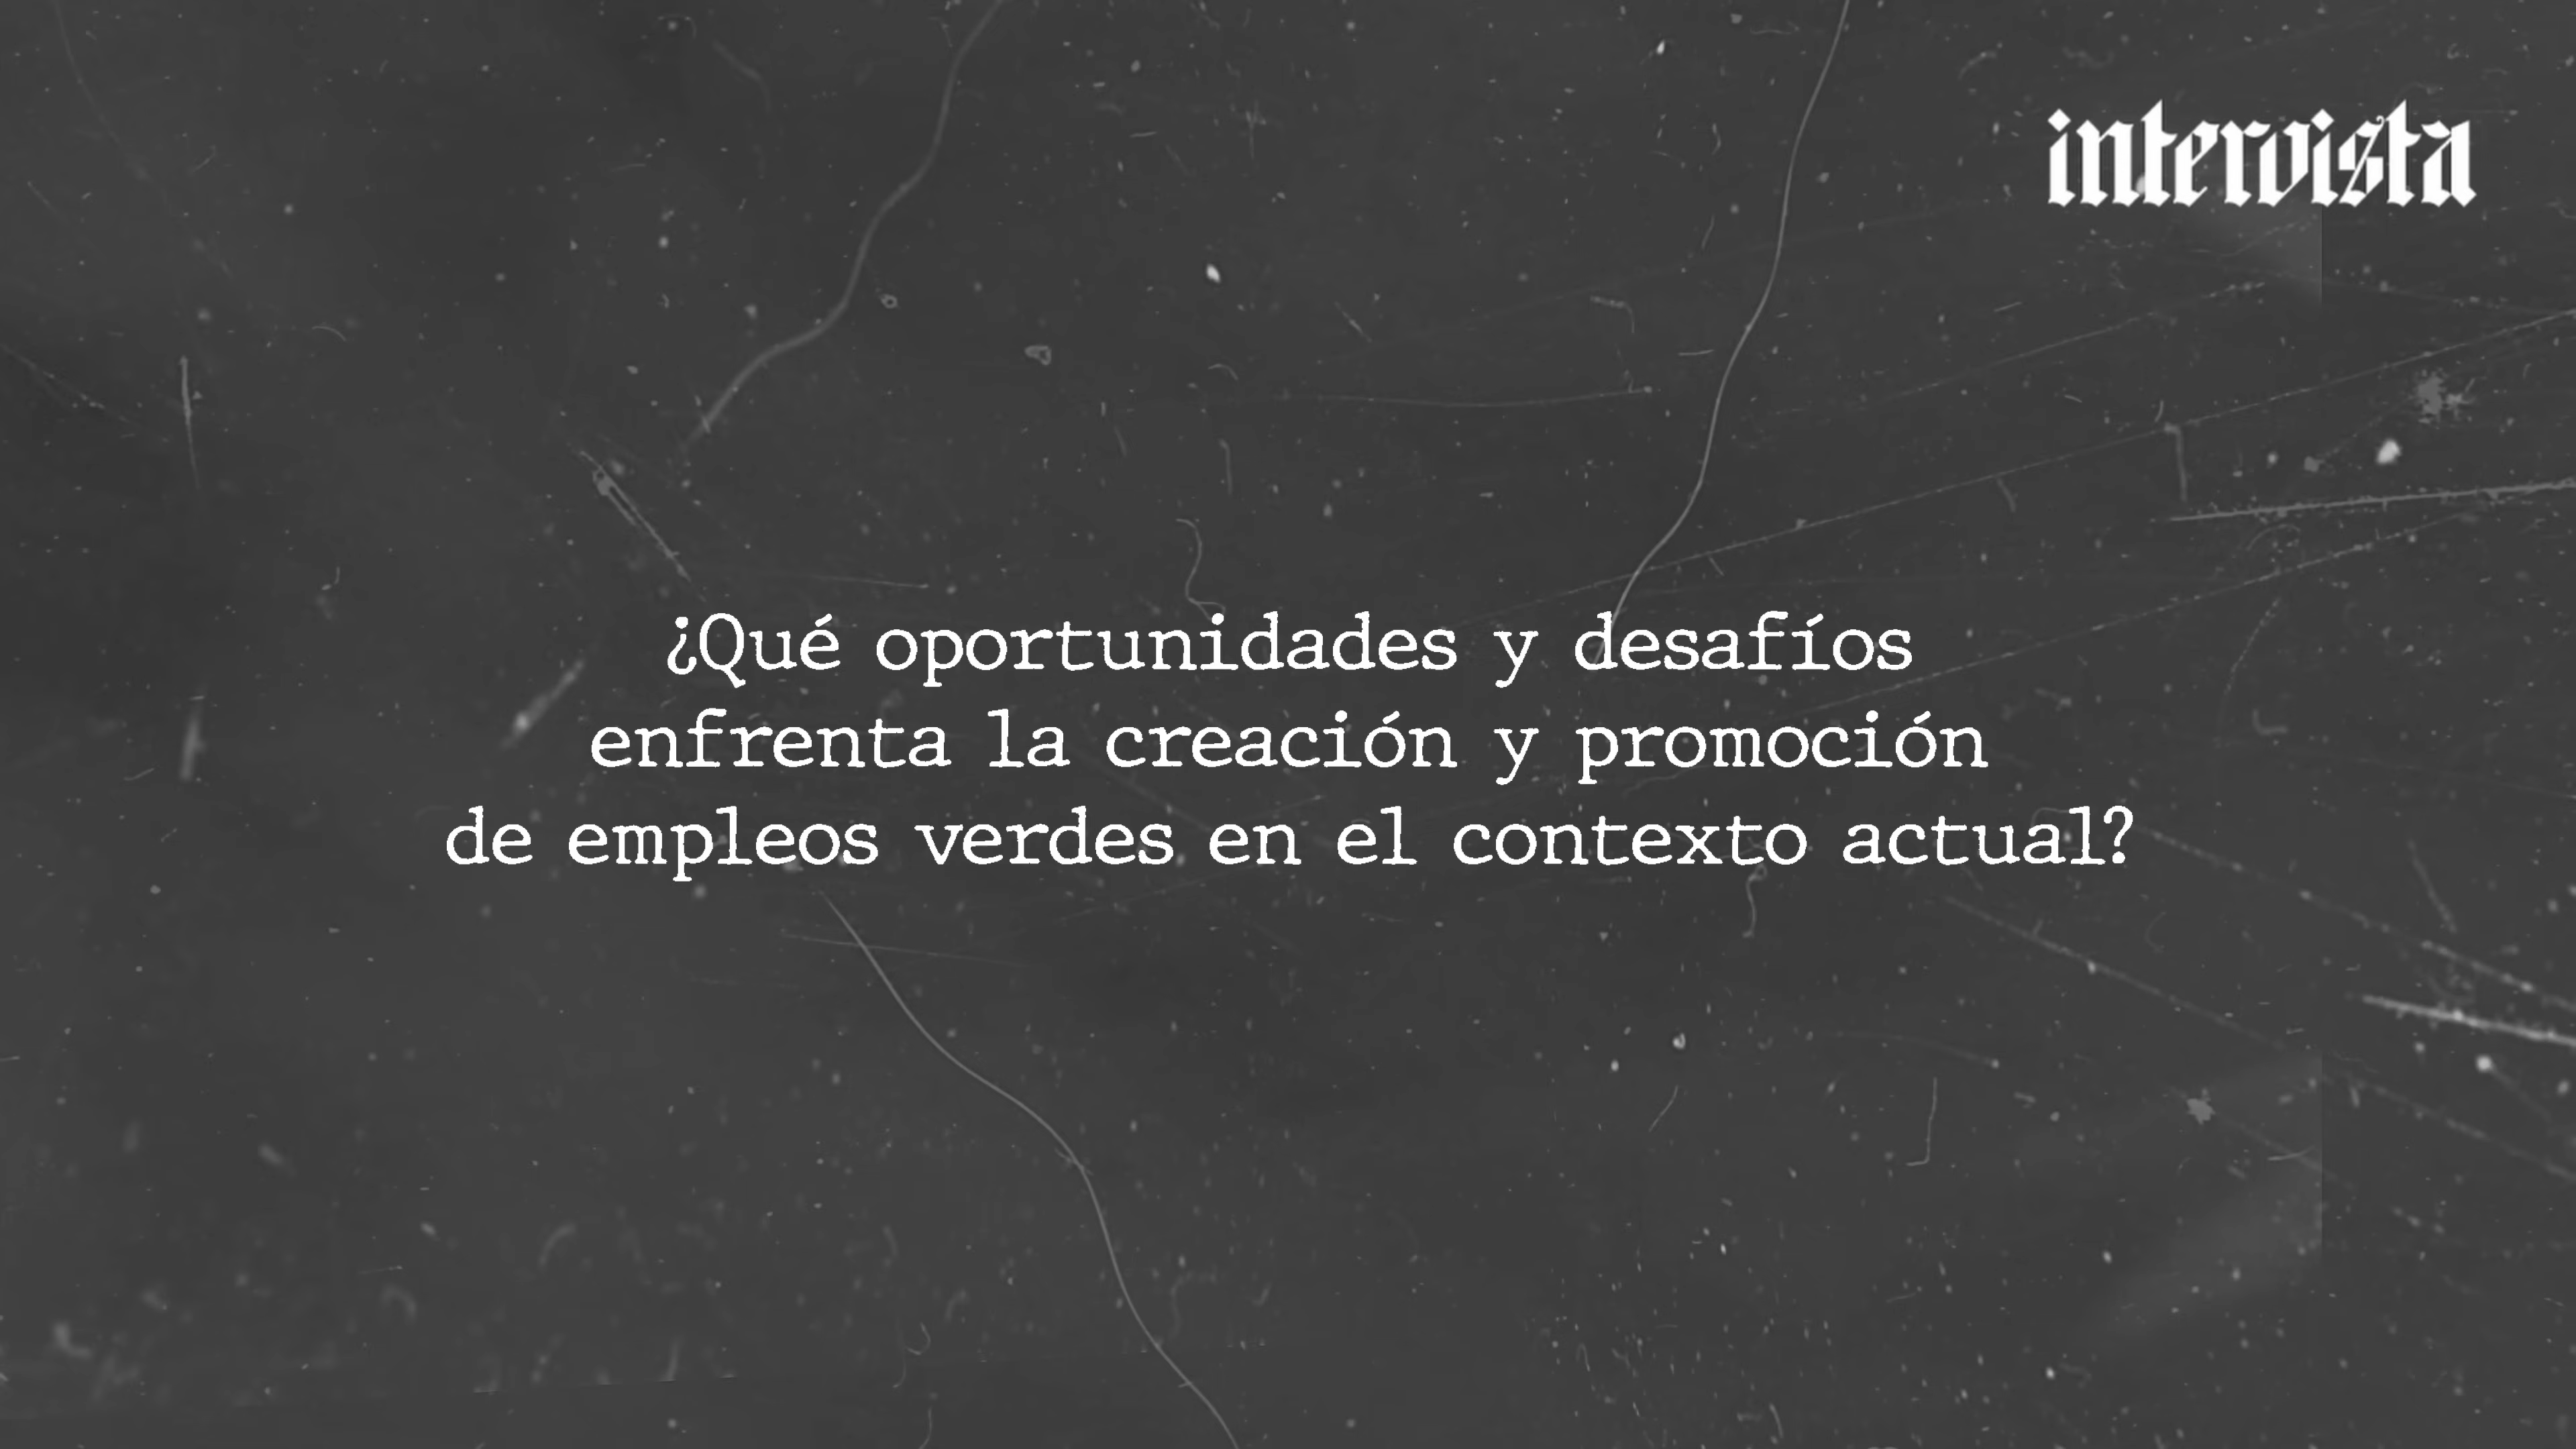 intervista
¿Qué oportunidades y desafíos
enfrenta la creación y promoción
de empleos verdes en el contexto actual?